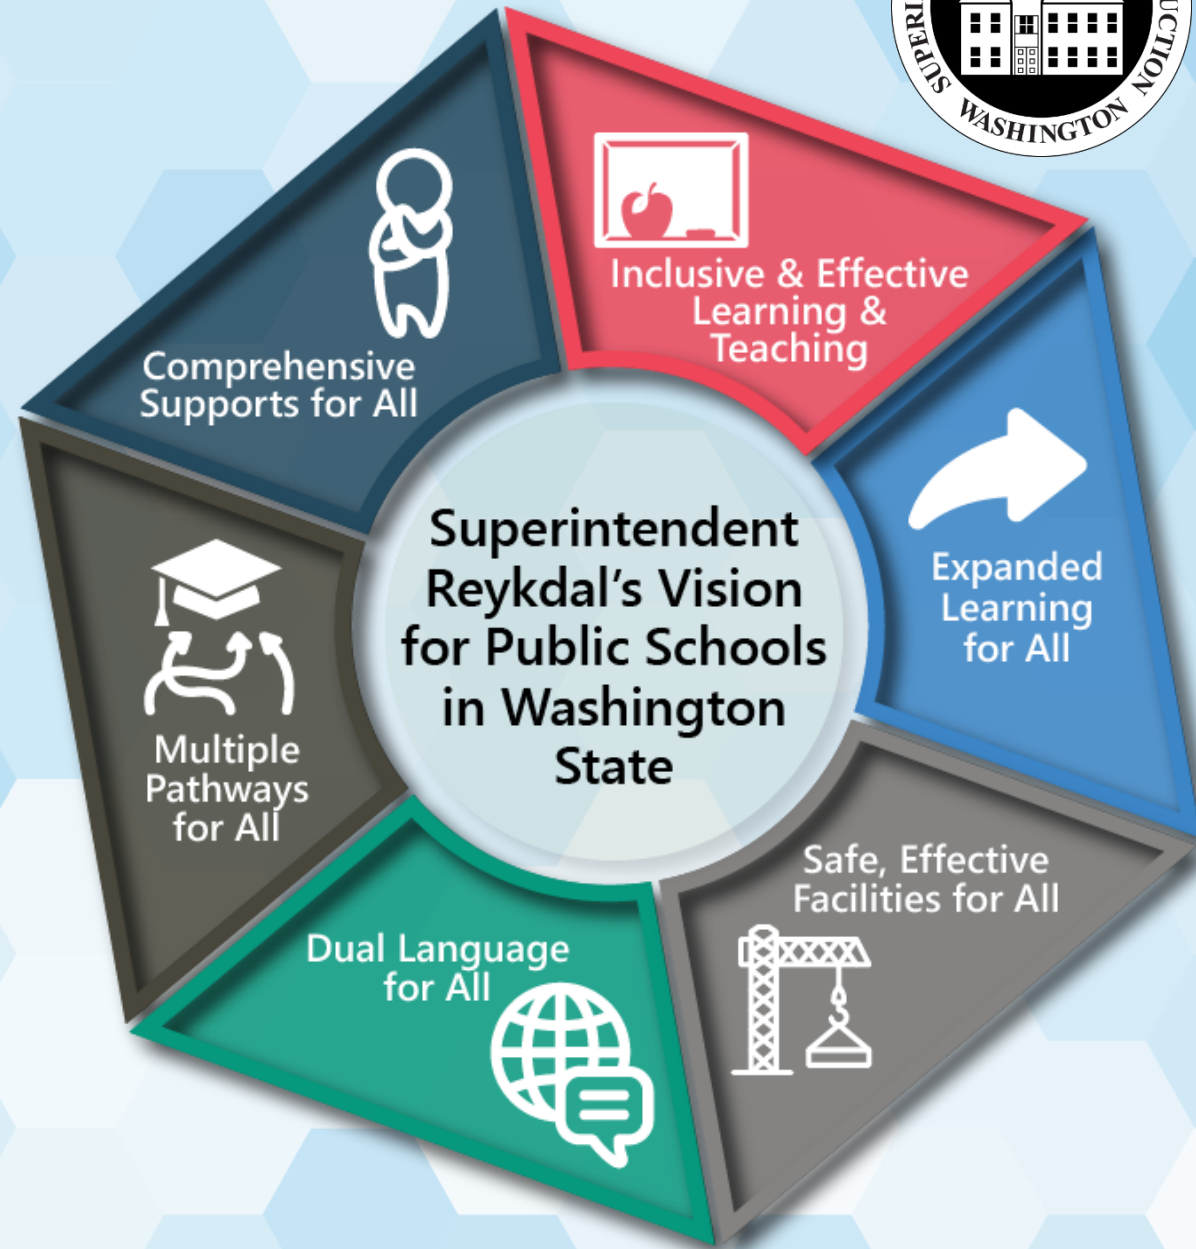 WASHINGTON
Inclusive & Effective
Learning &
Teaching
Comprehensive
Supports for All
Expanded
Learning
for All
Superintendent
Reykdal's Vision
for Public Schools
in Washington
State
Multiple
Pathways
for All
Safe, Effective
Facilities for All
Dual Language
for All